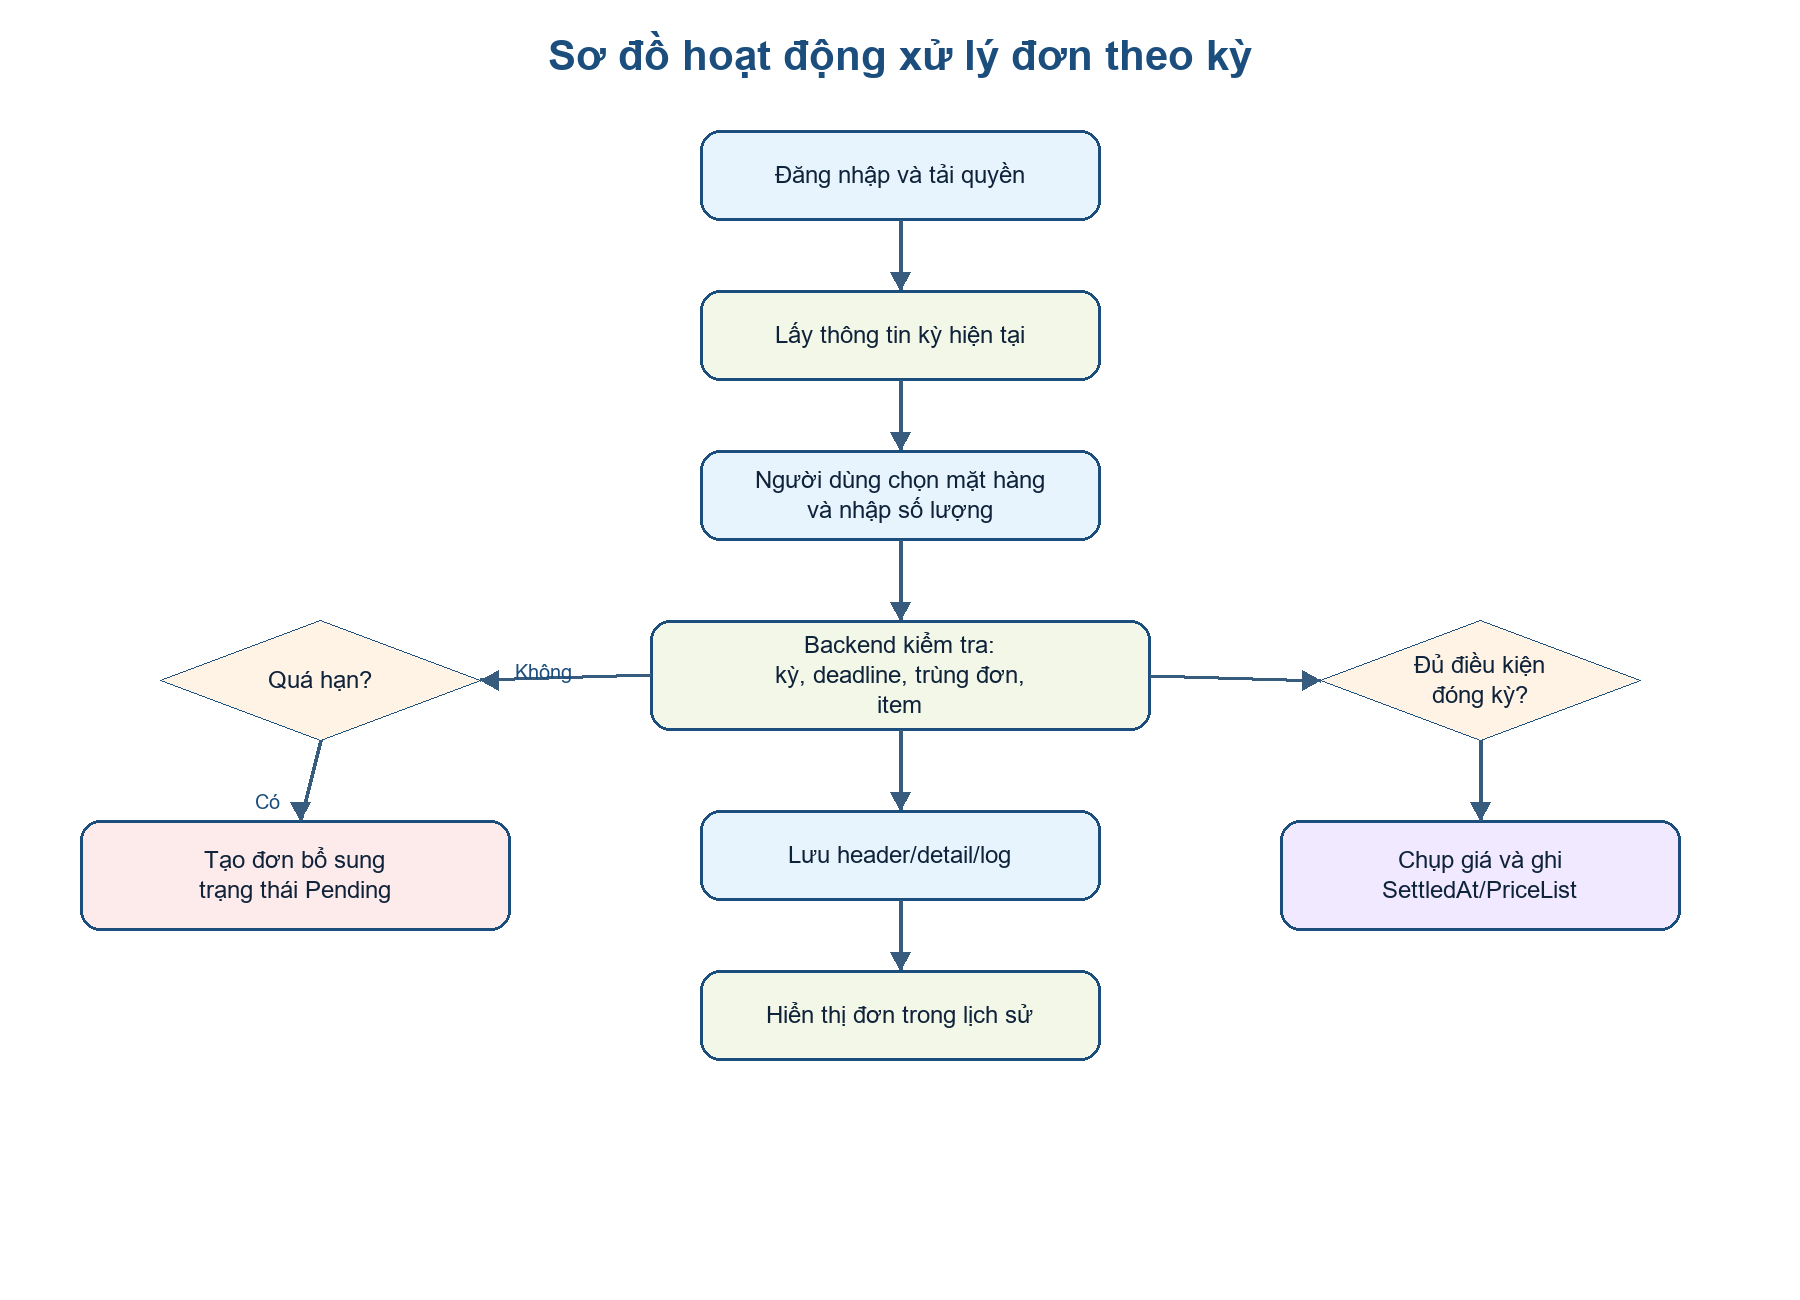 Sơ đồ hoạt động xử lý đơn theo kỳ
Đăng nhập và tải quyền
Lấy thông tin kỳ hiện tại
Người dùng chọn mặt hàng
và nhập số lượng
Backend kiểm tra:
kỳ, deadline, trùng đơn,
item
Không
Quá hạn?
Đủ điều kiện
đóng kỳ?
Có
Tạo đơn bổ sung
trạng thái Pending
Lưu header/detail/log
Chụp giá và ghi
SettledAt/PriceList
Hiển thị đơn trong lịch sử